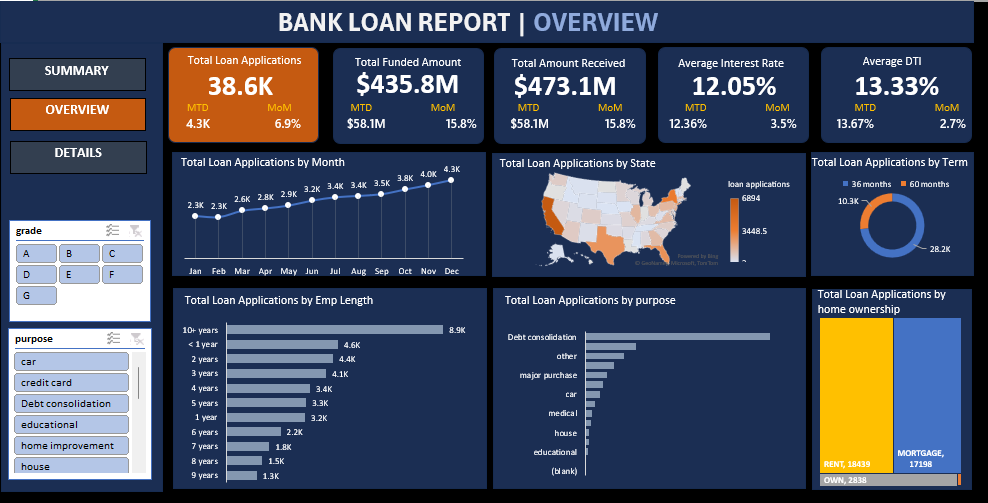 BANK LOAN REPORT | OVERVIEW
SUMMARY
OVERVIEW
DETAILS
Total Loan Applications
38.6K
MTD MoM
4.3K 6.9%
Total Funded Amount
$435.8M
MTD MoM
$58.1M 15.8%
Total Amount Received
$473.1M
MTD MoM
$58.1M 15.8%
Average Interest Rate
12.05%
MTD MoM
12.36% 3.5%
Average DTI
13.33%
MTD MoM
13.67% 2.7%
grade
A B C
D E F
G
purpose
car
credit card
Debt consolidation
educational
home improvement
house
Total Loan Applications by Month
2.3K 2.3K 2.6K 2.8K 2.9K 3.2K 3.4K 3.4K 3.5K 3.8K 4.0K 4.3K
Jan Feb Mar Apr May Jun Jul Aug Sep Oct Nov Dec
Total Loan Applications by State
loan applications
6894
3448.5
Powered by Bing
© GeoNames, Microsoft, TomTom
Total Loan Applications by Term
36 months 60 months
10.3K
28.2K
Total Loan Applications by Emp Length
10+ years 8.9K
< 1 year 4.6K
2 years 4.4K
3 years 4.1K
4 years 3.4K
5 years 3.3K
1 year 3.2K
6 years 2.2K
7 years 1.8K
8 years 1.5K
9 years 1.3K
Total Loan Applications by purpose
Debt consolidation
other
major purchase
car
medical
house
educational
(blank)
Total Loan Applications by
home ownership
RENT, 18439
MORTGAGE,
17198
OWN, 2838